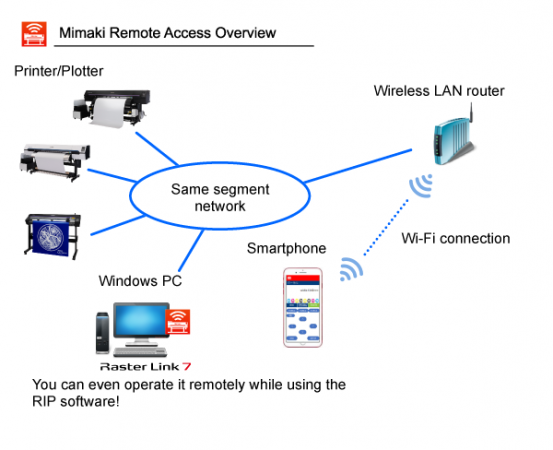 Mimaki Remote Access Overview
Printer/Plotter
Wireless LAN router
Same segment
network
Smartphone
Wi-Fi connection
Windows PC
Raster Link 7
You can even operate it remotely while using the
RIP software!